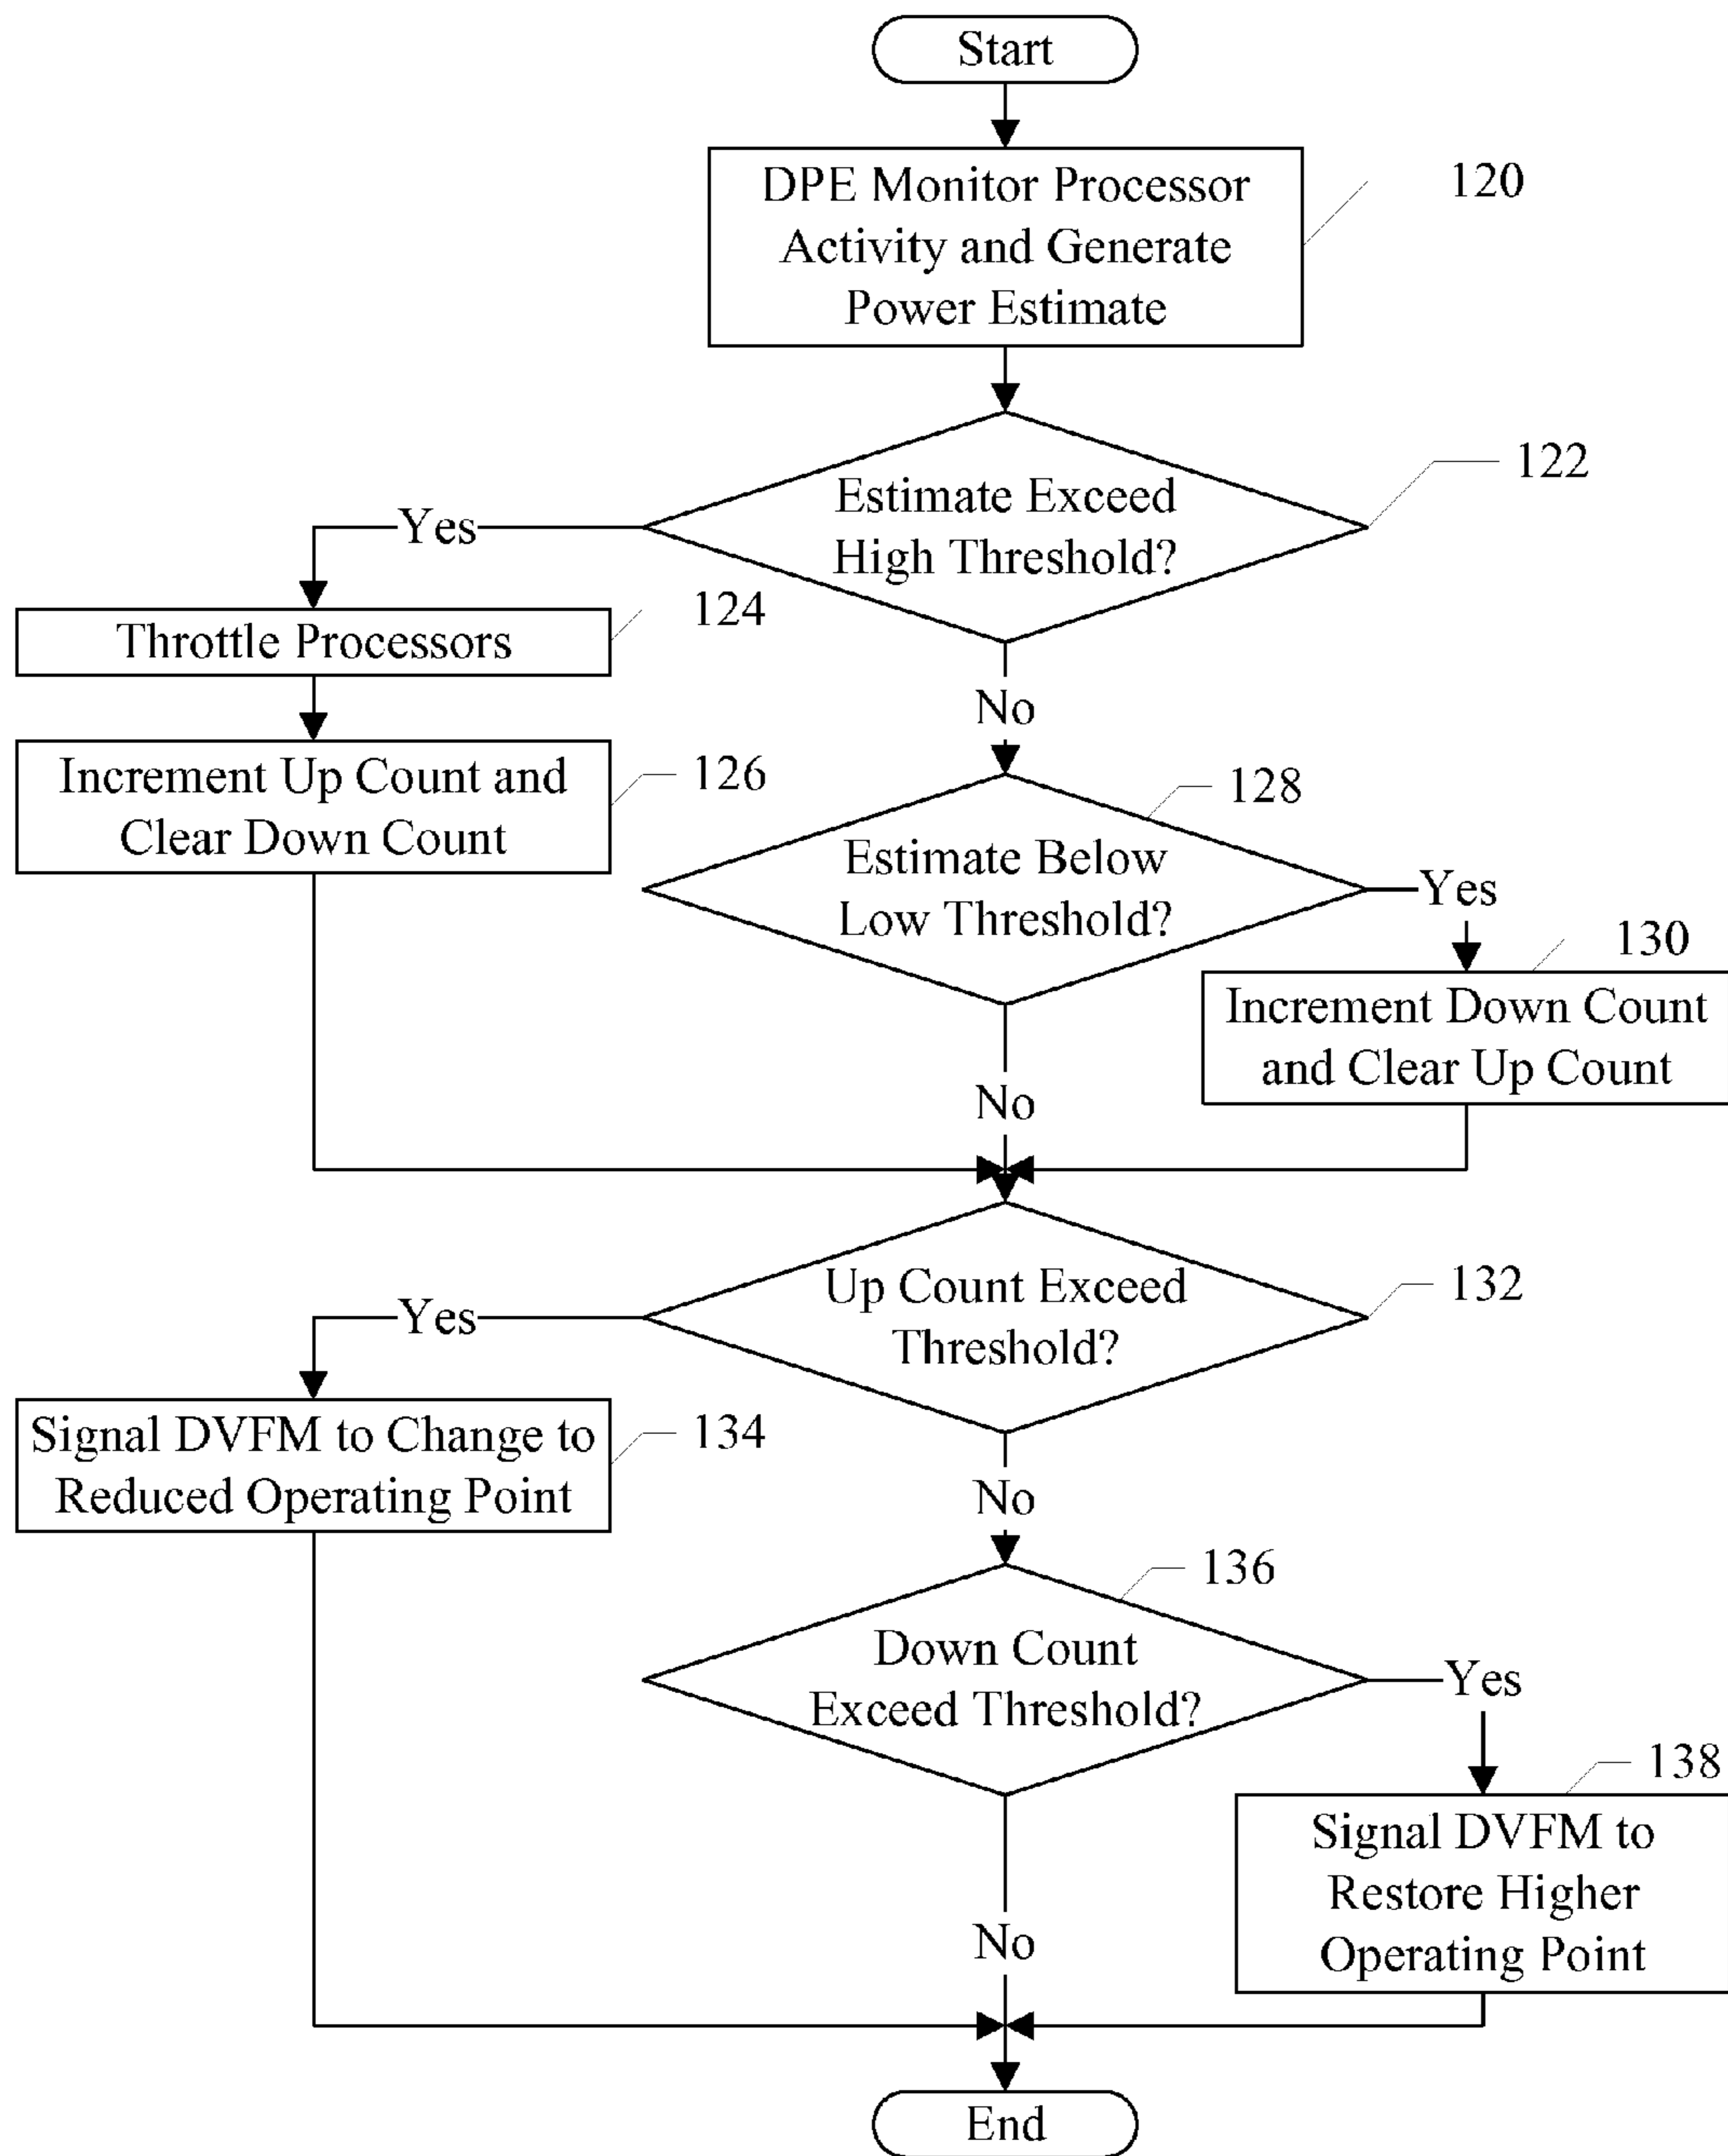 Start
DPE Monitor Processor
Activity and Generate
Power Estimate
120
Estimate Exceed
High Threshold?
122
Yes
Throttle Processors
124
No
Increment Up Count and
Clear Down Count
126
Estimate Below
Low Threshold?
128
Yes
Increment Down Count
and Clear Up Count
130
No
Up Count Exceed
Threshold?
132
Yes
Signal DVFM to Change to
Reduced Operating Point
134
No
Down Count
Exceed Threshold?
136
Yes
Signal DVFM to
Restore Higher
Operating Point
138
No
End